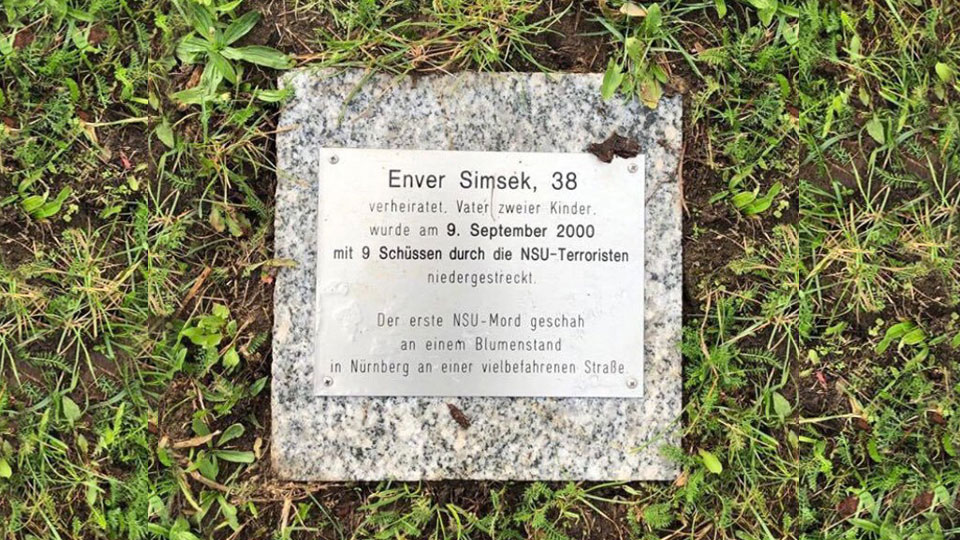 Enver Simsek, 38
verheiratet, Vater zweier Kinder,
wurde am 9. September 2000
mit 9 Schüssen durch die NSU-Terroristen
niedergestreckt.
Der erste NSU-Mord geschah
an einem Blumenstand
in Nürnberg an einer vielbefahrenen Straße.